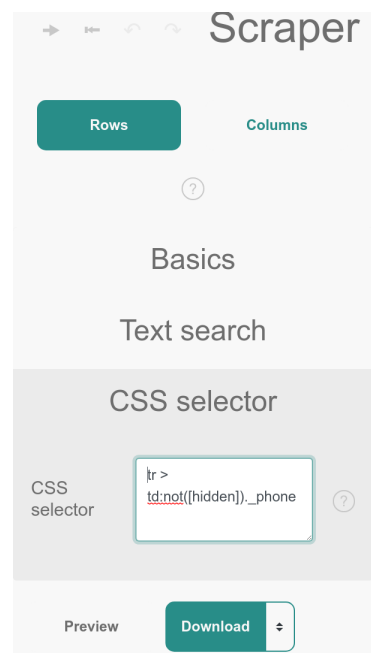 Scraper
Rows Columns
?
Basics
Text search
CSS selector
CSS
selector
tr >
td:not([hidden])._phone
?
Preview Download